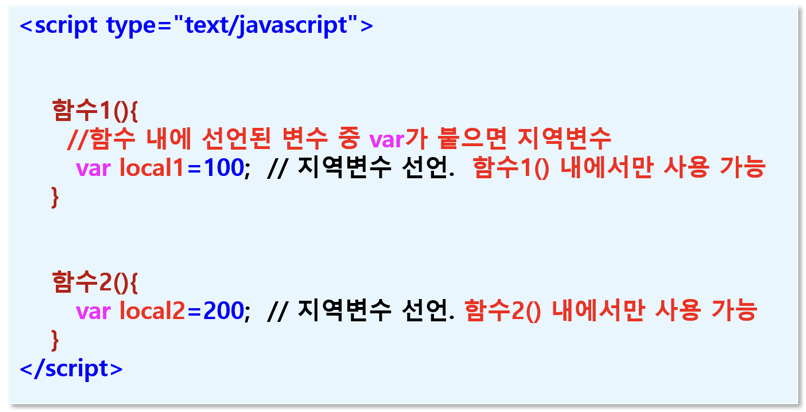 <script type="text/javascript">
함수1(){
//함수 내에 선언된 변수 중 var가 붙으면 지역변수
var local1=100; // 지역변수 선언. 함수1() 내에서만 사용 가능
}
함수2(){
var local2=200; // 지역변수 선언. 함수2() 내에서만 사용 가능
}
</script>